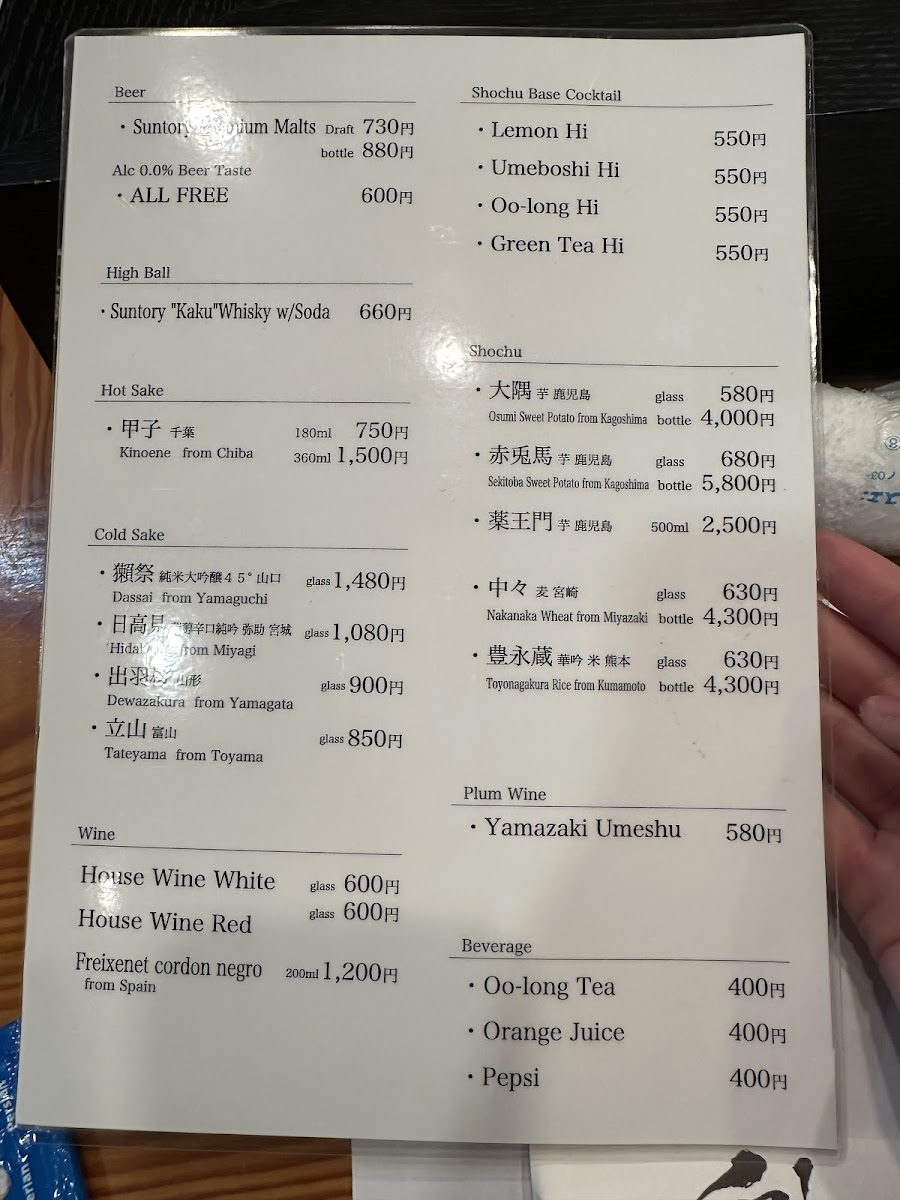 Beer
・Suntory Malts Draft 730円
bottle 880円
Alc 0.0% Beer Taste
・ALL FREE 600円
High Ball
・Suntory "Kaku"Whisky w/Soda 660円
Hot Sake
・甲子 千葉 180ml 750円
Kinoene from Chiba 360ml 1,500円
Cold Sake
・獺祭 純米大吟醸45° 山口 glass 1,480円
Dassai from Yamaguchi
・日高見 辛口純吟 弥助 宮城 glass 1,080円
from Miyagi
・出羽桜 山形 glass 900円
Dewazakura from Yamagata
・立山 富山 glass 850円
Tateyama from Toyama
Wine
House Wine White glass 600円
House Wine Red glass 600円
Freixenet cordon negro 200ml 1,200円
from Spain
Shochu Base Cocktail
・Lemon Hi 550円
・Umeboshi Hi 550円
・Oo-long Hi 550円
・Green Tea Hi 550円
Shochu
・大隅 芋 鹿児島 glass 580円
Osumi Sweet Potato from Kagoshima bottle 4,000円
・赤兎馬 芋 鹿児島 glass 680円
Sekitoba Sweet Potato from Kagoshima bottle 5,800円
・薬王門 芋 鹿児島 500ml 2,500円
・中々 麦 宮崎 glass 630円
Nakanaka Wheat from Miyazaki bottle 4,300円
・豊永蔵 華吟 米 熊本 glass 630円
Toyonagakura Rice from Kumamoto bottle 4,300円
Plum Wine
・Yamazaki Umeshu 580円
Beverage
・Oo-long Tea 400円
・Orange Juice 400円
・Pepsi 400円